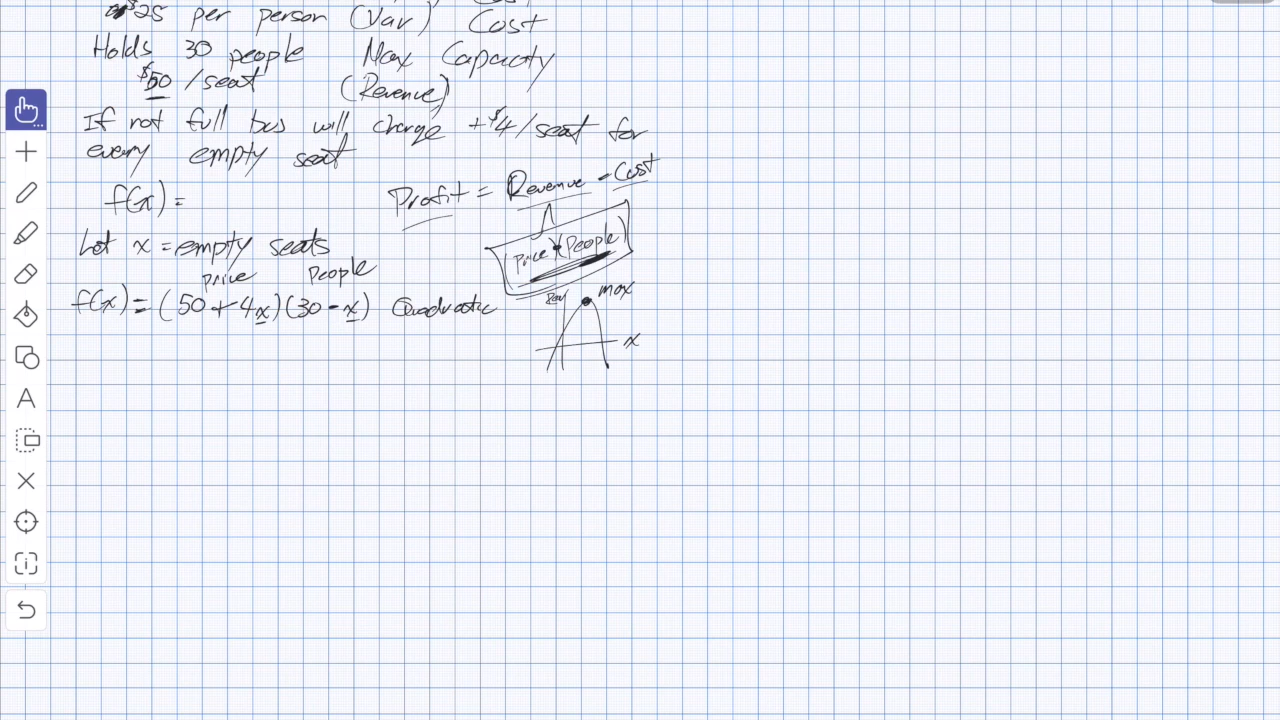 $25 per person (Var) Cost
Holds 30 people Max Capacity
$50 /seat (Revenue)
If not full bus will charge +$4/seat for
every empty seat
f(x) = Profit = Revenue - Cost
(Price)(People)
Let x = empty seats
price People
f(x) = (50 + 4x)(30 - x) Quadratic
Rev max
x
A